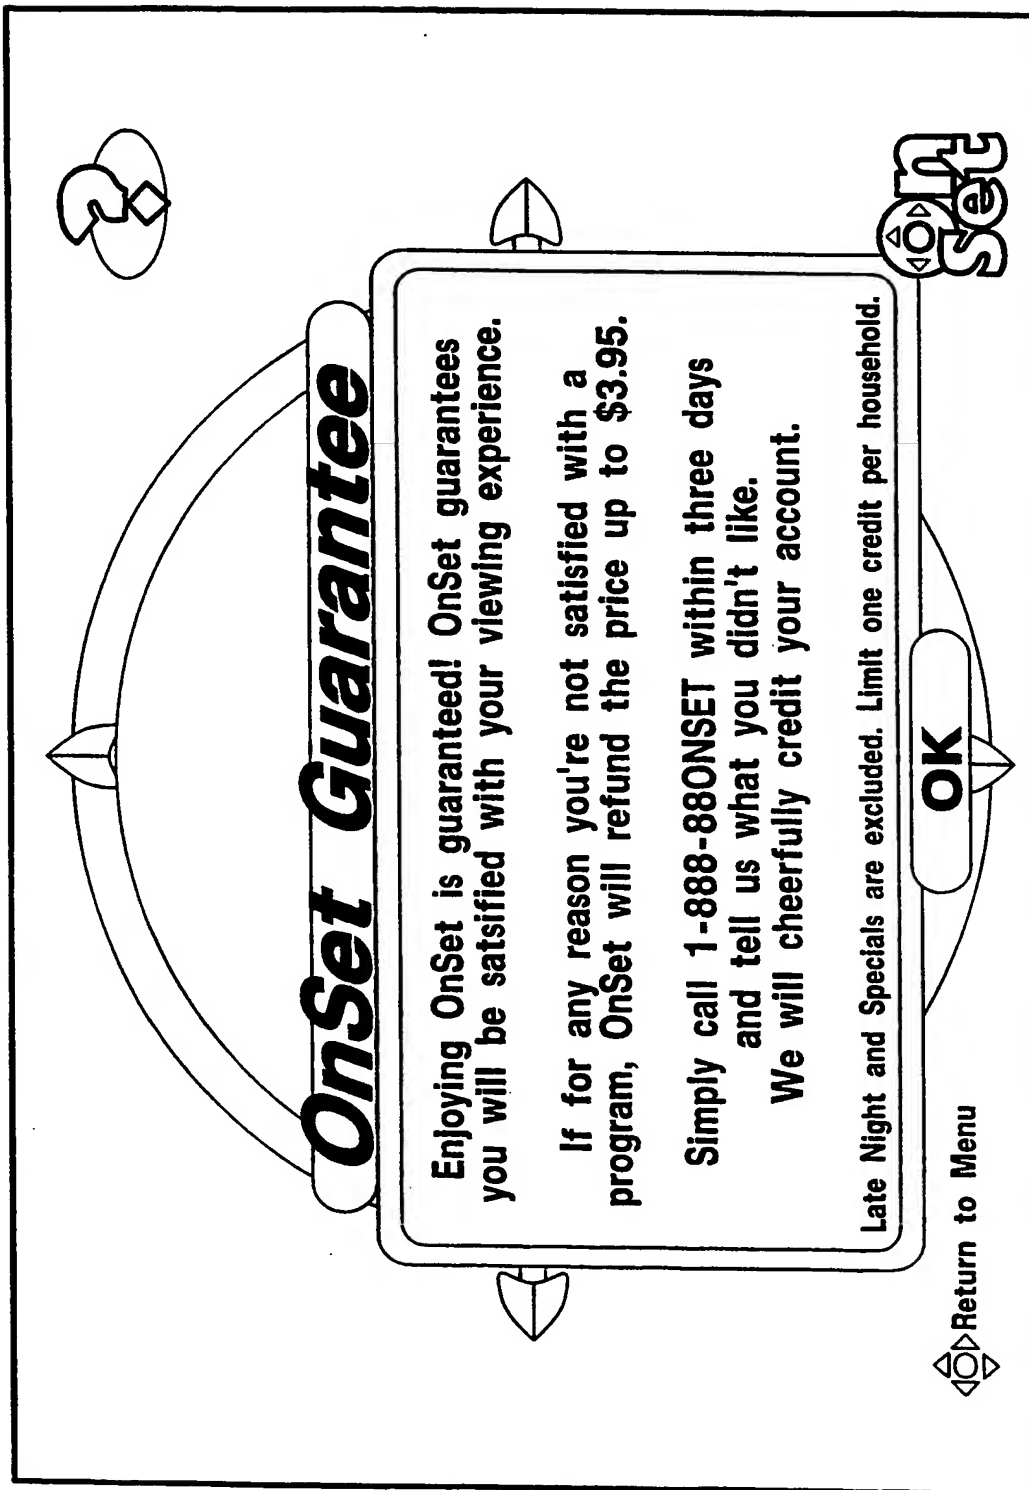 ?
OnSet Guarantee
Enjoying OnSet is guaranteed! OnSet guarantees
you will be satsified with your viewing experience.
If for any reason you're not satisfied with a
program, OnSet will refund the price up to $3.95.
Simply call 1-888-88ONSET within three days
and tell us what you didn't like.
We will cheerfully credit your account.
Late Night and Specials are excluded. Limit one credit per household.
OK
Return to Menu
on
set